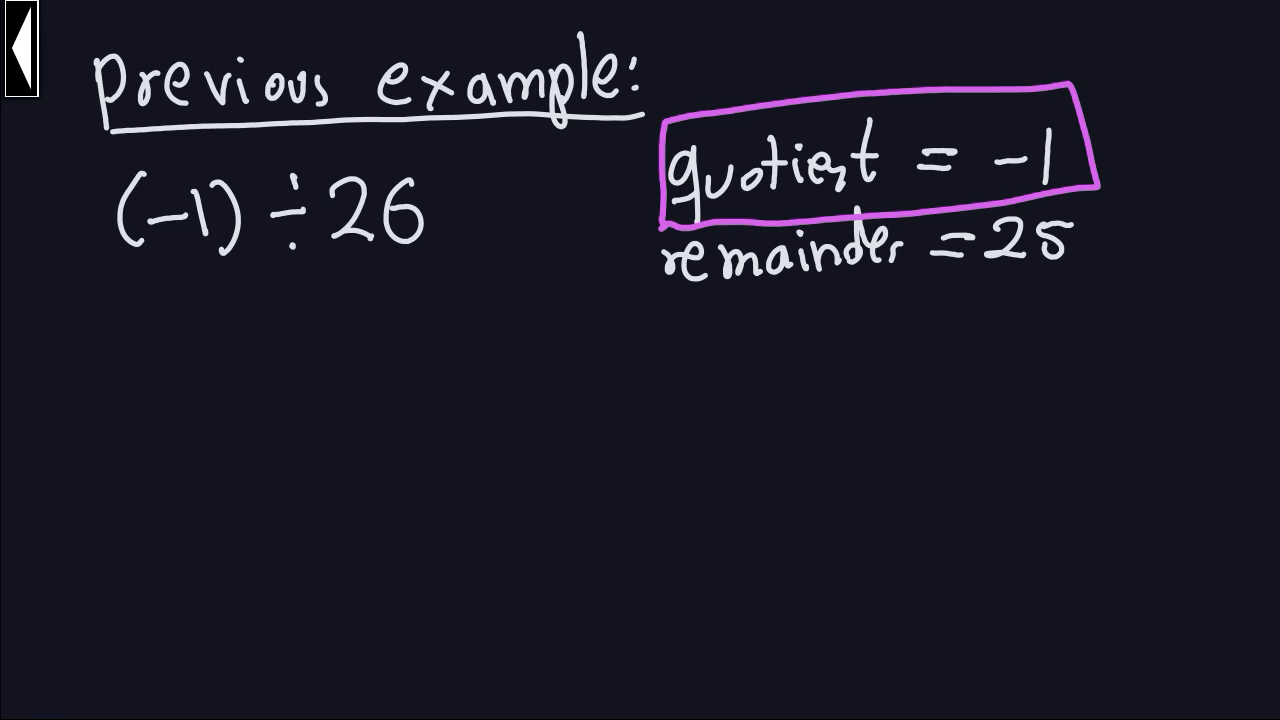 Previous example:
(-1) ÷ 26
quotient = -1
remainder = 25